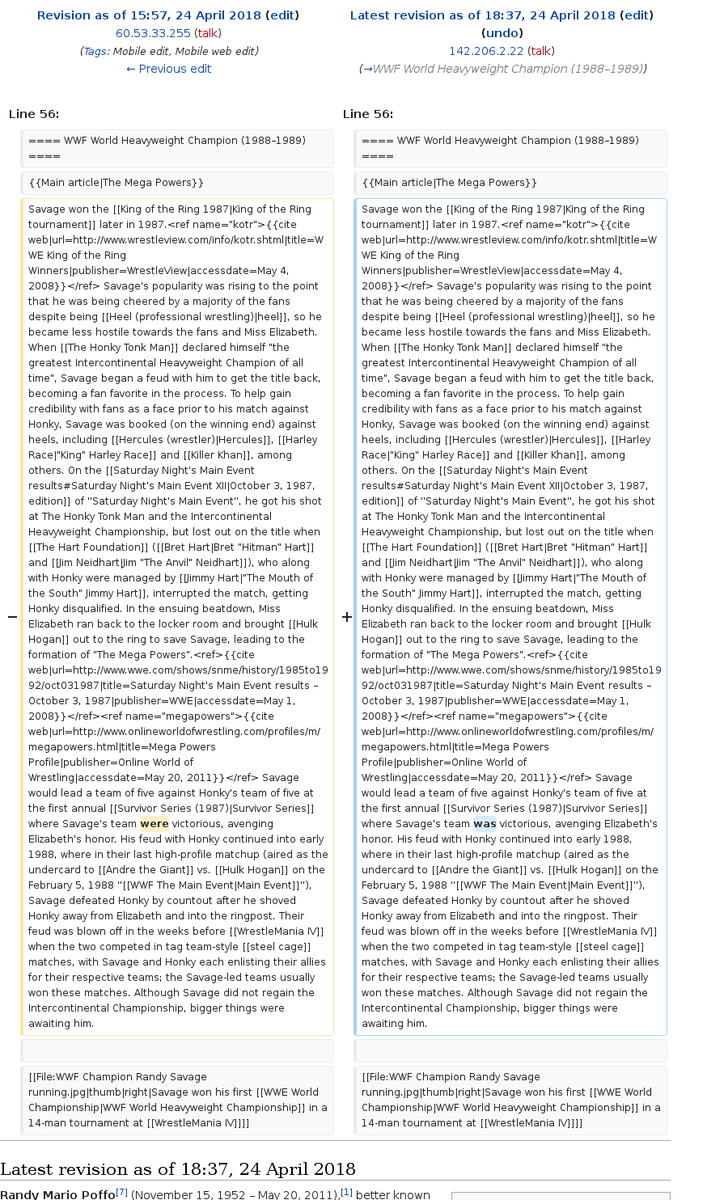 Revision as of 15:57, 24 April 2018 (edit)
60.53.33.255 (talk)
(Tags: Mobile edit, Mobile web edit)
← Previous edit
Latest revision as of 18:37, 24 April 2018 (edit)
(undo)
142.206.2.22 (talk)
(→WWF World Heavyweight Champion (1988–1989))
Line 56:
Line 56:
==== WWF World Heavyweight Champion (1988–1989)
====
==== WWF World Heavyweight Champion (1988–1989)
====
{{Main article|The Mega Powers}}
{{Main article|The Mega Powers}}
−
Savage won the [[King of the Ring 1987|King of the Ring
tournament]] later in 1987.<ref name="kotr">{{cite
web|url=http://www.wrestleview.com/info/kotr.shtml|title=W
WE King of the Ring
Winners|publisher=WrestleView|accessdate=May 4,
2008}}</ref> Savage's popularity was rising to the point
that he was being cheered by a majority of the fans
despite being [[Heel (professional wrestling)|heel]], so he
became less hostile towards the fans and Miss Elizabeth.
When [[The Honky Tonk Man]] declared himself "the
greatest Intercontinental Heavyweight Champion of all
time", Savage began a feud with him to get the title back,
becoming a fan favorite in the process. To help gain
credibility with fans as a face prior to his match against
Honky, Savage was booked (on the winning end) against
heels, including [[Hercules (wrestler)|Hercules]], [[Harley
Race|"King" Harley Race]] and [[Killer Khan]], among
others. On the [[Saturday Night's Main Event
results#Saturday Night's Main Event XII|October 3, 1987,
edition]] of ''Saturday Night's Main Event'', he got his shot
at The Honky Tonk Man and the Intercontinental
Heavyweight Championship, but lost out on the title when
[[The Hart Foundation]] ([[Bret Hart|Bret "Hitman" Hart]]
and [[Jim Neidhart|Jim "The Anvil" Neidhart]]), who along
with Honky were managed by [[Jimmy Hart|"The Mouth of
the South" Jimmy Hart]], interrupted the match, getting
Honky disqualified. In the ensuing beatdown, Miss
Elizabeth ran back to the locker room and brought [[Hulk
Hogan]] out to the ring to save Savage, leading to the
formation of "The Mega Powers".<ref>{{cite
web|url=http://www.wwe.com/shows/snme/history/1985to19
92/oct031987|title=Saturday Night's Main Event results –
October 3, 1987|publisher=WWE|accessdate=May 1,
2008}}</ref><ref name="megapowers">{{cite
web|url=http://www.onlineworldofwrestling.com/profiles/m/
megapowers.html|title=Mega Powers
Profile|publisher=Online World of
Wrestling|accessdate=May 20, 2011}}</ref> Savage
would lead a team of five against Honky's team of five at
the first annual [[Survivor Series (1987)|Survivor Series]]
where Savage's team were victorious, avenging
Elizabeth's honor. His feud with Honky continued into early
1988, where in their last high-profile matchup (aired as the
undercard to [[Andre the Giant]] vs. [[Hulk Hogan]] on the
February 5, 1988 ''[[WWF The Main Event|Main Event]]''),
Savage defeated Honky by countout after he shoved
Honky away from Elizabeth and into the ringpost. Their
feud was blown off in the weeks before [[WrestleMania IV]]
when the two competed in tag team-style [[steel cage]]
matches, with Savage and Honky each enlisting their allies
for their respective teams; the Savage-led teams usually
won these matches. Although Savage did not regain the
Intercontinental Championship, bigger things were
awaiting him.
+
Savage won the [[King of the Ring 1987|King of the Ring
tournament]] later in 1987.<ref name="kotr">{{cite
web|url=http://www.wrestleview.com/info/kotr.shtml|title=W
WE King of the Ring
Winners|publisher=WrestleView|accessdate=May 4,
2008}}</ref> Savage's popularity was rising to the point
that he was being cheered by a majority of the fans
despite being [[Heel (professional wrestling)|heel]], so he
became less hostile towards the fans and Miss Elizabeth.
When [[The Honky Tonk Man]] declared himself "the
greatest Intercontinental Heavyweight Champion of all
time", Savage began a feud with him to get the title back,
becoming a fan favorite in the process. To help gain
credibility with fans as a face prior to his match against
Honky, Savage was booked (on the winning end) against
heels, including [[Hercules (wrestler)|Hercules]], [[Harley
Race|"King" Harley Race]] and [[Killer Khan]], among
others. On the [[Saturday Night's Main Event
results#Saturday Night's Main Event XII|October 3, 1987,
edition]] of ''Saturday Night's Main Event'', he got his shot
at The Honky Tonk Man and the Intercontinental
Heavyweight Championship, but lost out on the title when
[[The Hart Foundation]] ([[Bret Hart|Bret "Hitman" Hart]]
and [[Jim Neidhart|Jim "The Anvil" Neidhart]]), who along
with Honky were managed by [[Jimmy Hart|"The Mouth of
the South" Jimmy Hart]], interrupted the match, getting
Honky disqualified. In the ensuing beatdown, Miss
Elizabeth ran back to the locker room and brought [[Hulk
Hogan]] out to the ring to save Savage, leading to the
formation of "The Mega Powers".<ref>{{cite
web|url=http://www.wwe.com/shows/snme/history/1985to19
92/oct031987|title=Saturday Night's Main Event results –
October 3, 1987|publisher=WWE|accessdate=May 1,
2008}}</ref><ref name="megapowers">{{cite
web|url=http://www.onlineworldofwrestling.com/profiles/m/
megapowers.html|title=Mega Powers
Profile|publisher=Online World of
Wrestling|accessdate=May 20, 2011}}</ref> Savage
would lead a team of five against Honky's team of five at
the first annual [[Survivor Series (1987)|Survivor Series]]
where Savage's team was victorious, avenging Elizabeth's
honor. His feud with Honky continued into early 1988,
where in their last high-profile matchup (aired as the
undercard to [[Andre the Giant]] vs. [[Hulk Hogan]] on the
February 5, 1988 ''[[WWF The Main Event|Main Event]]''),
Savage defeated Honky by countout after he shoved
Honky away from Elizabeth and into the ringpost. Their
feud was blown off in the weeks before [[WrestleMania IV]]
when the two competed in tag team-style [[steel cage]]
matches, with Savage and Honky each enlisting their allies
for their respective teams; the Savage-led teams usually
won these matches. Although Savage did not regain the
Intercontinental Championship, bigger things were
awaiting him.
[[File:WWF Champion Randy Savage
running.jpg|thumb|right|Savage won his first [[WWE World
Championship|WWF World Heavyweight Championship]] in a
14-man tournament at [[WrestleMania IV]]]]
[[File:WWF Champion Randy Savage
running.jpg|thumb|right|Savage won his first [[WWE World
Championship|WWF World Heavyweight Championship]] in a
14-man tournament at [[WrestleMania IV]]]]
Latest revision as of 18:37, 24 April 2018
Randy Mario Poffo[7] (November 15, 1952 – May 20, 2011),[1] better known